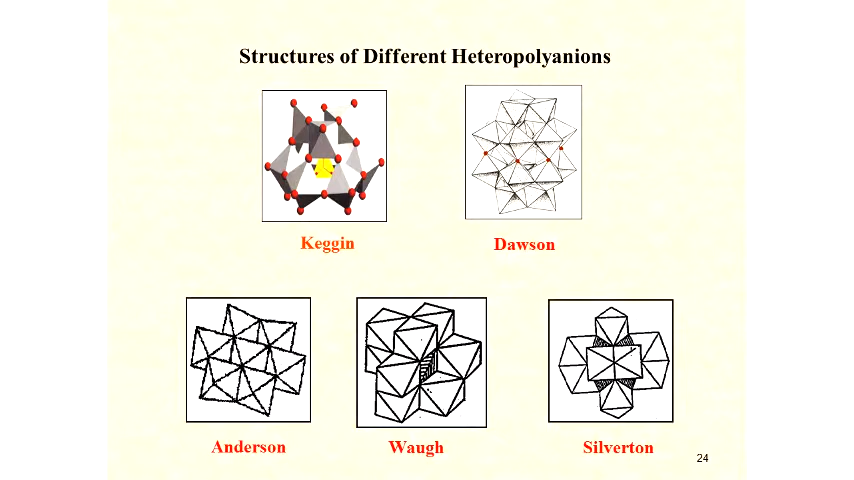 Structures of Different Heteropolyanions
Keggin
Dawson
Anderson
Waugh
Silverton
24